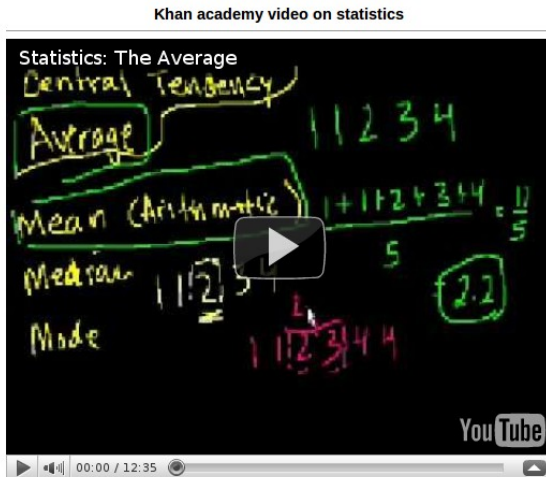 Khan academy video on statistics
Statistics: The Average
Central Tendency
Average
1 1 2 3 4
Mean (Arithmetic)
1+1+2+3+4 = 11
5 5
Median
1 1 2 3 4
2.2
Mode
1 1 2 3 4 4
YouTube
00:00 / 12:35